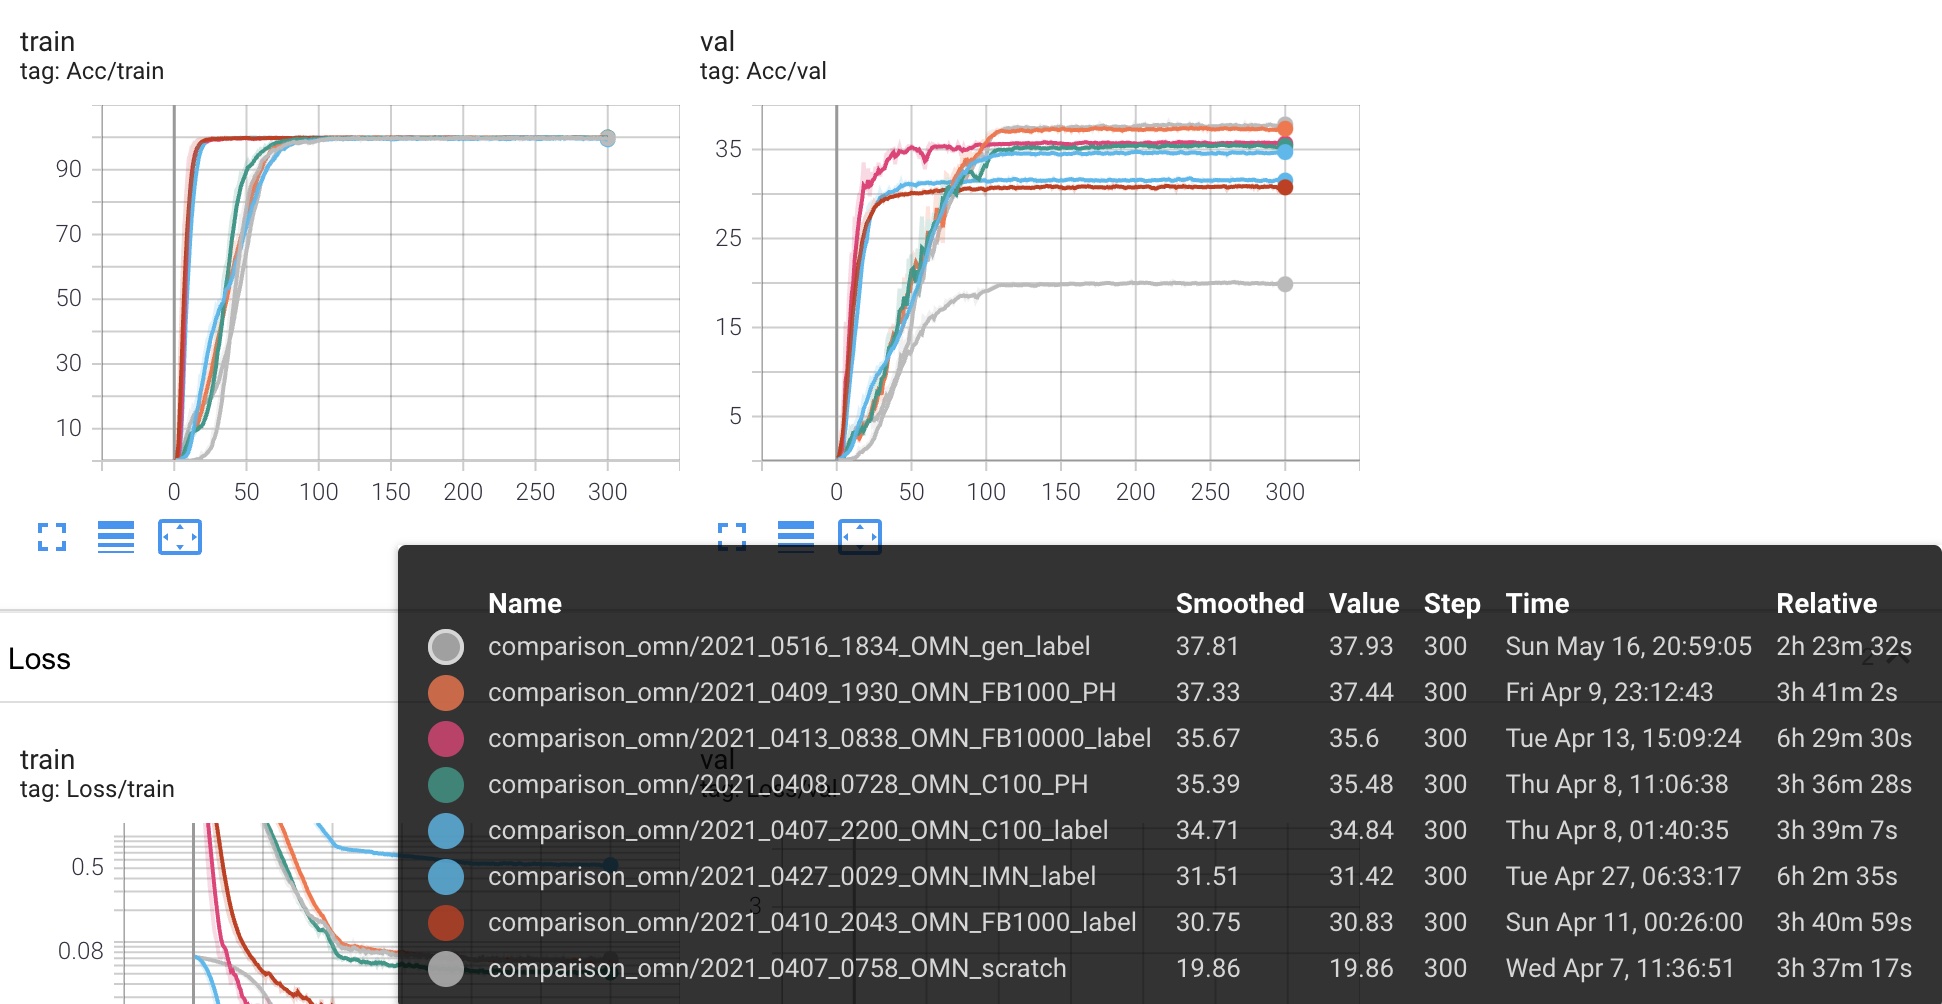 train
tag: Acc/train
90
70
50
30
10
0 50 100 150 200 250 300
val
tag: Acc/val
35
25
15
5
0 50 100 150 200 250 300
Name Smoothed Value Step Time Relative
comparison_omn/2021_0516_1834_OMN_gen_label 37.81 37.93 300 Sun May 16, 20:59:05 2h 23m 32s
comparison_omn/2021_0409_1930_OMN_FB1000_PH 37.33 37.44 300 Fri Apr 9, 23:12:43 3h 41m 2s
comparison_omn/2021_0413_0838_OMN_FB10000_label 35.67 35.6 300 Tue Apr 13, 15:09:24 6h 29m 30s
comparison_omn/2021_0408_0728_OMN_C100_PH 35.39 35.48 300 Thu Apr 8, 11:06:38 3h 36m 28s
comparison_omn/2021_0407_2200_OMN_C100_label 34.71 34.84 300 Thu Apr 8, 01:40:35 3h 39m 7s
comparison_omn/2021_0427_0029_OMN_IMN_label 31.51 31.42 300 Tue Apr 27, 06:33:17 6h 2m 35s
comparison_omn/2021_0410_2043_OMN_FB1000_label 30.75 30.83 300 Sun Apr 11, 00:26:00 3h 40m 59s
comparison_omn/2021_0407_0758_OMN_scratch 19.86 19.86 300 Wed Apr 7, 11:36:51 3h 37m 17s
Loss
2
train
tag: Loss/train
0.5
0.08
val
tag: Loss/val
3